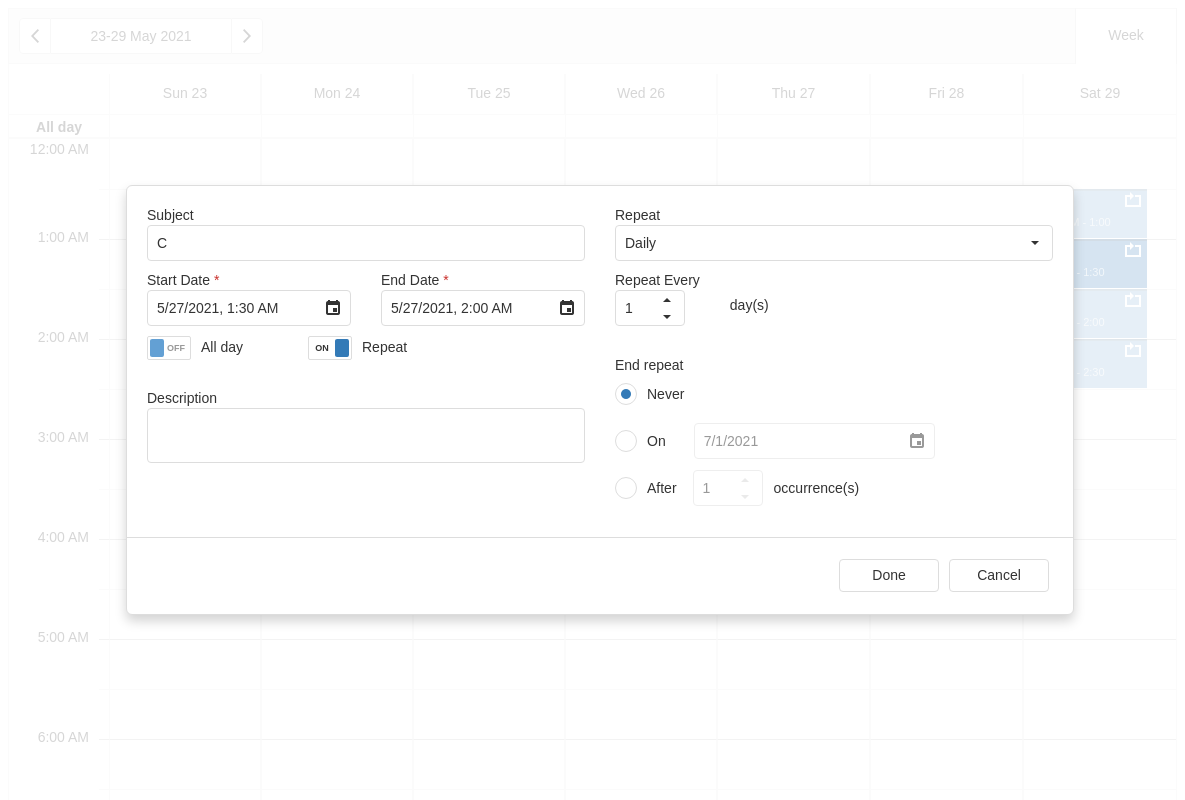 23-29 May 2021
Week
Sun 23
Mon 24
Tue 25
Wed 26
Thu 27
Fri 28
Sat 29
All day
12:00 AM
1:00 AM
2:00 AM
3:00 AM
4:00 AM
5:00 AM
6:00 AM
- 1:00
- 1:30
- 2:00
- 2:30
Subject
C
Start Date *
End Date *
5/27/2021, 1:30 AM
5/27/2021, 2:00 AM
OFF All day
ON Repeat
Description
Repeat
Daily
Repeat Every
1 day(s)
End repeat
Never
On 7/1/2021
After 1 occurrence(s)
Done
Cancel